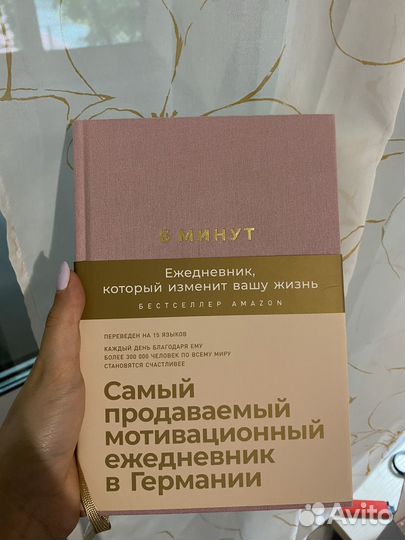 5 МИНУТ
Ежедневник,
который изменит вашу жизнь
БЕСТСЕЛЛЕР AMAZON
ПЕРЕВЕДЕН НА 15 ЯЗЫКОВ
КАЖДЫЙ ДЕНЬ БЛАГОДАРЯ ЕМУ
БОЛЕЕ 300 000 ЧЕЛОВЕК ПО ВСЕМУ МИРУ
СТАНОВЯТСЯ СЧАСТЛИВЕЕ
Самый
продаваемый
мотивационный
ежедневник
в Германии
Avito